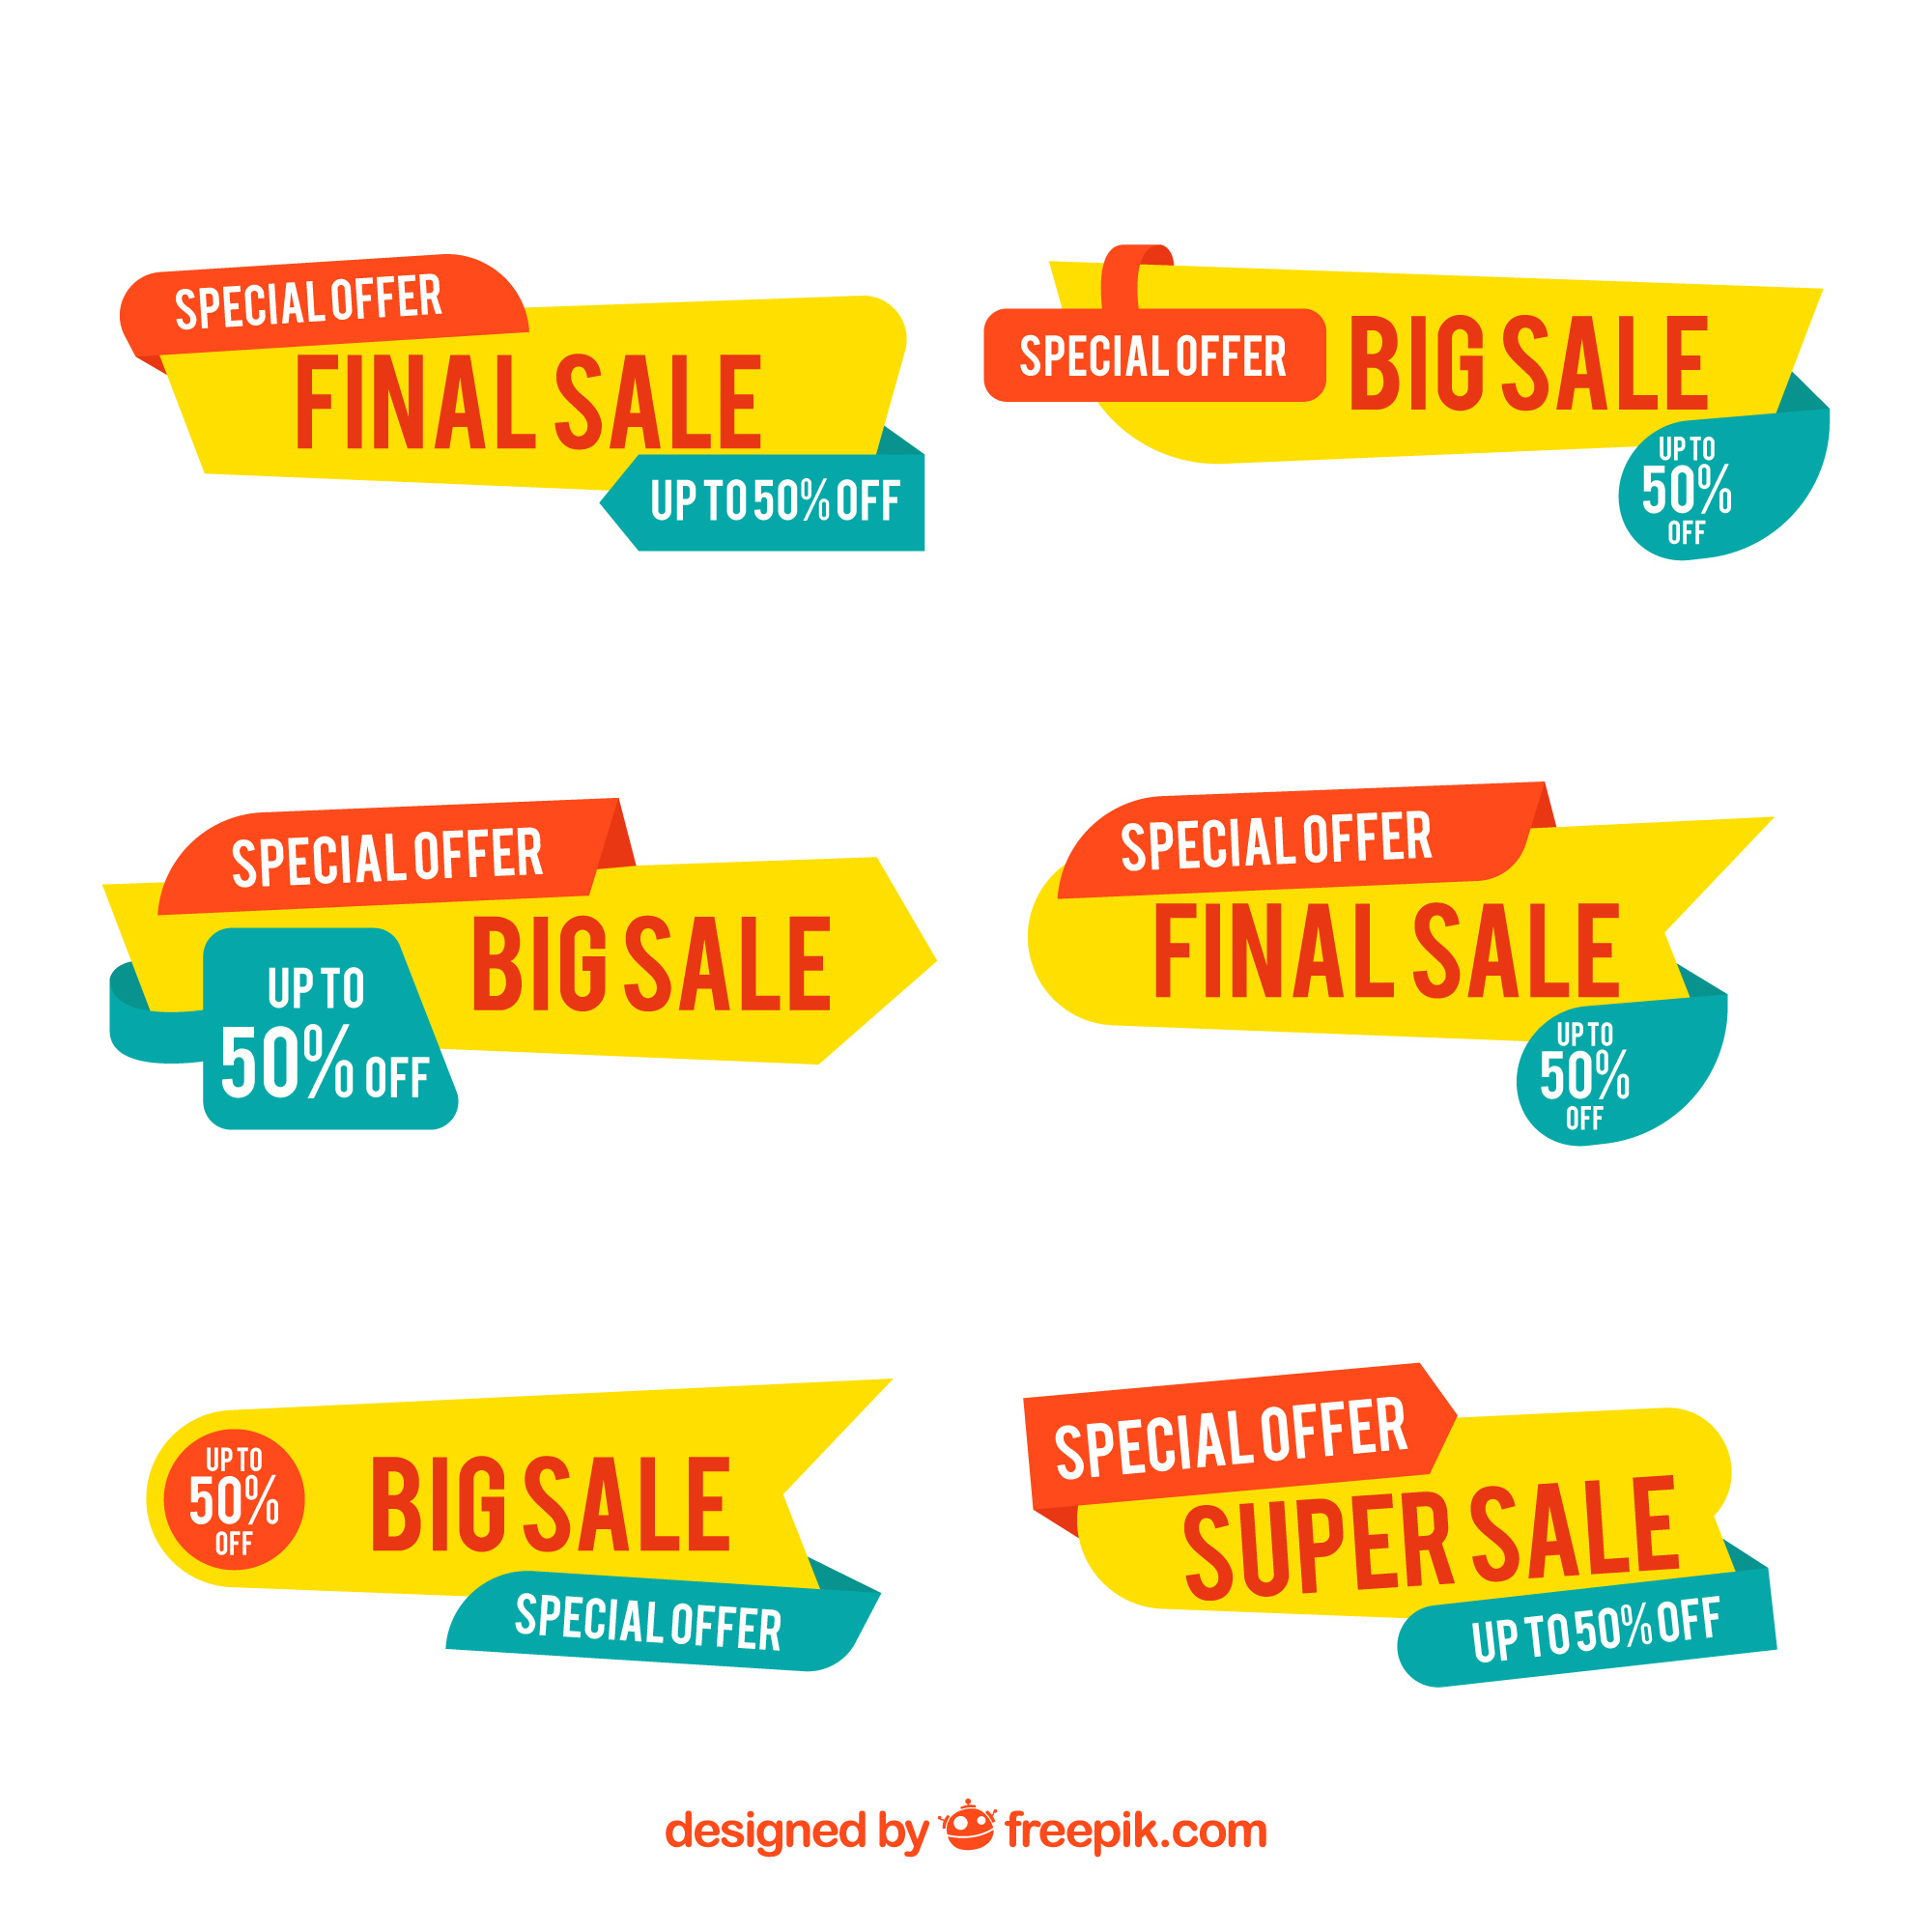 SPECIAL OFFER
FINAL SALE
UP TO 50% OFF
SPECIAL OFFER
BIG SALE
UP TO
50%
OFF
SPECIAL OFFER
BIG SALE
UP TO
50% OFF
SPECIAL OFFER
FINAL SALE
UP TO
50%
OFF
UP TO
50%
OFF
BIG SALE
SPECIAL OFFER
SPECIAL OFFER
SUPER SALE
UP TO 50% OFF
designed by freepik.com